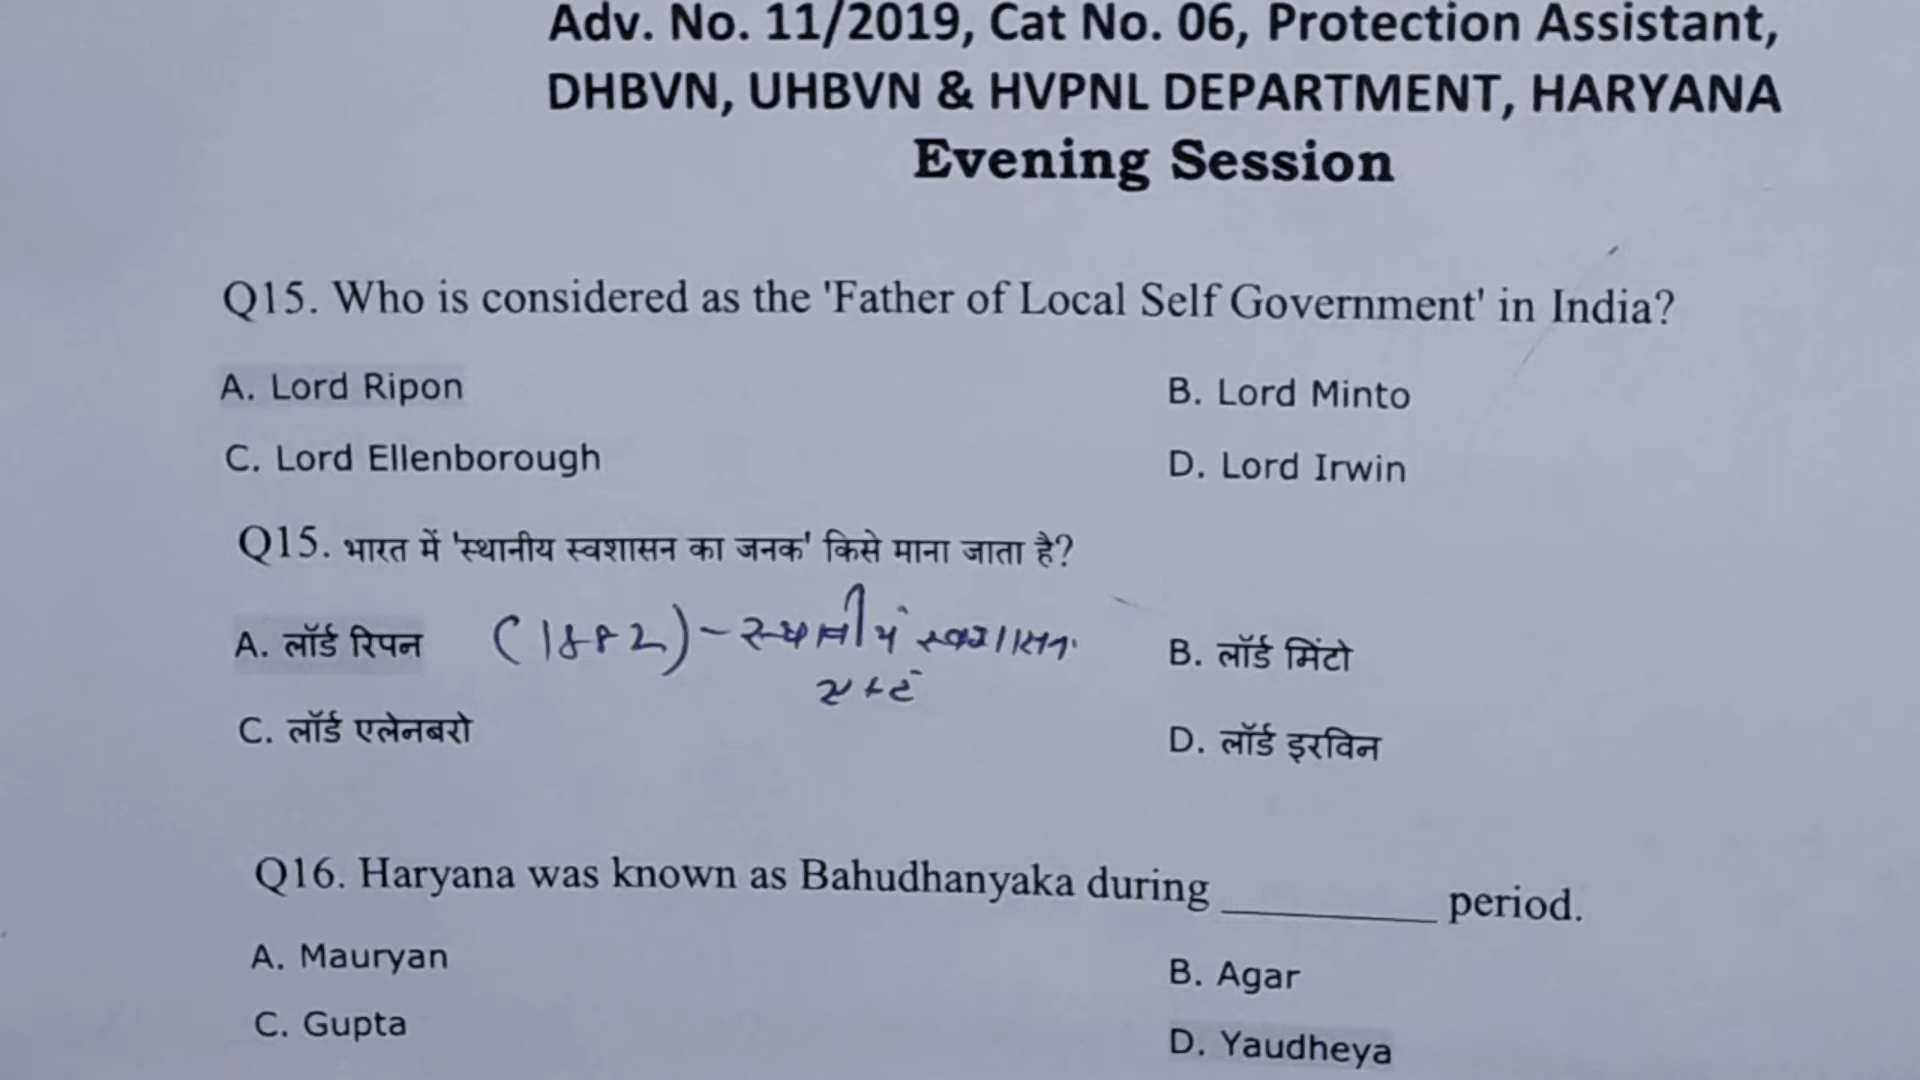 Adv. No. 11/2019, Cat No. 06, Protection Assistant,
DHBVN, UHBVN & HVPNL DEPARTMENT, HARYANA
Evening Session
Q15. Who is considered as the 'Father of Local Self Government' in India?
A. Lord Ripon
B. Lord Minto
C. Lord Ellenborough
D. Lord Irwin
Q15. भारत में 'स्थानीय स्वशासन का जनक' किसे माना जाता है?
A. लॉर्ड रिपन (1882) - स्थानीय स्वशासन
B. लॉर्ड मिंटो
C. लॉर्ड एलेनबरो
D. लॉर्ड इरविन
Q16. Haryana was known as Bahudhanyaka during __________ period.
A. Mauryan
B. Agar
C. Gupta
D. Yaudheya